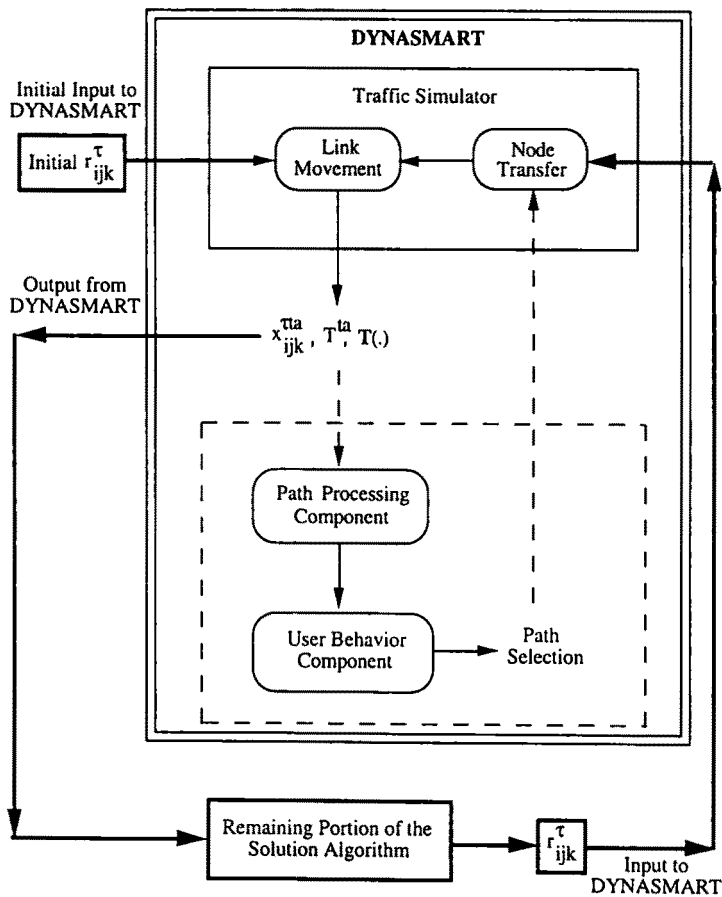 DYNASMART
Initial Input to
DYNASMART
Traffic Simulator
Initial r^τ_ijk
Link
Movement
Node
Transfer
Output from
DYNASMART
x^τta_ijk , T^ta, T(.)
Path Processing
Component
User Behavior
Component
Path
Selection
Remaining Portion of the
Solution Algorithm
r^τ_ijk
Input to
DYNASMART